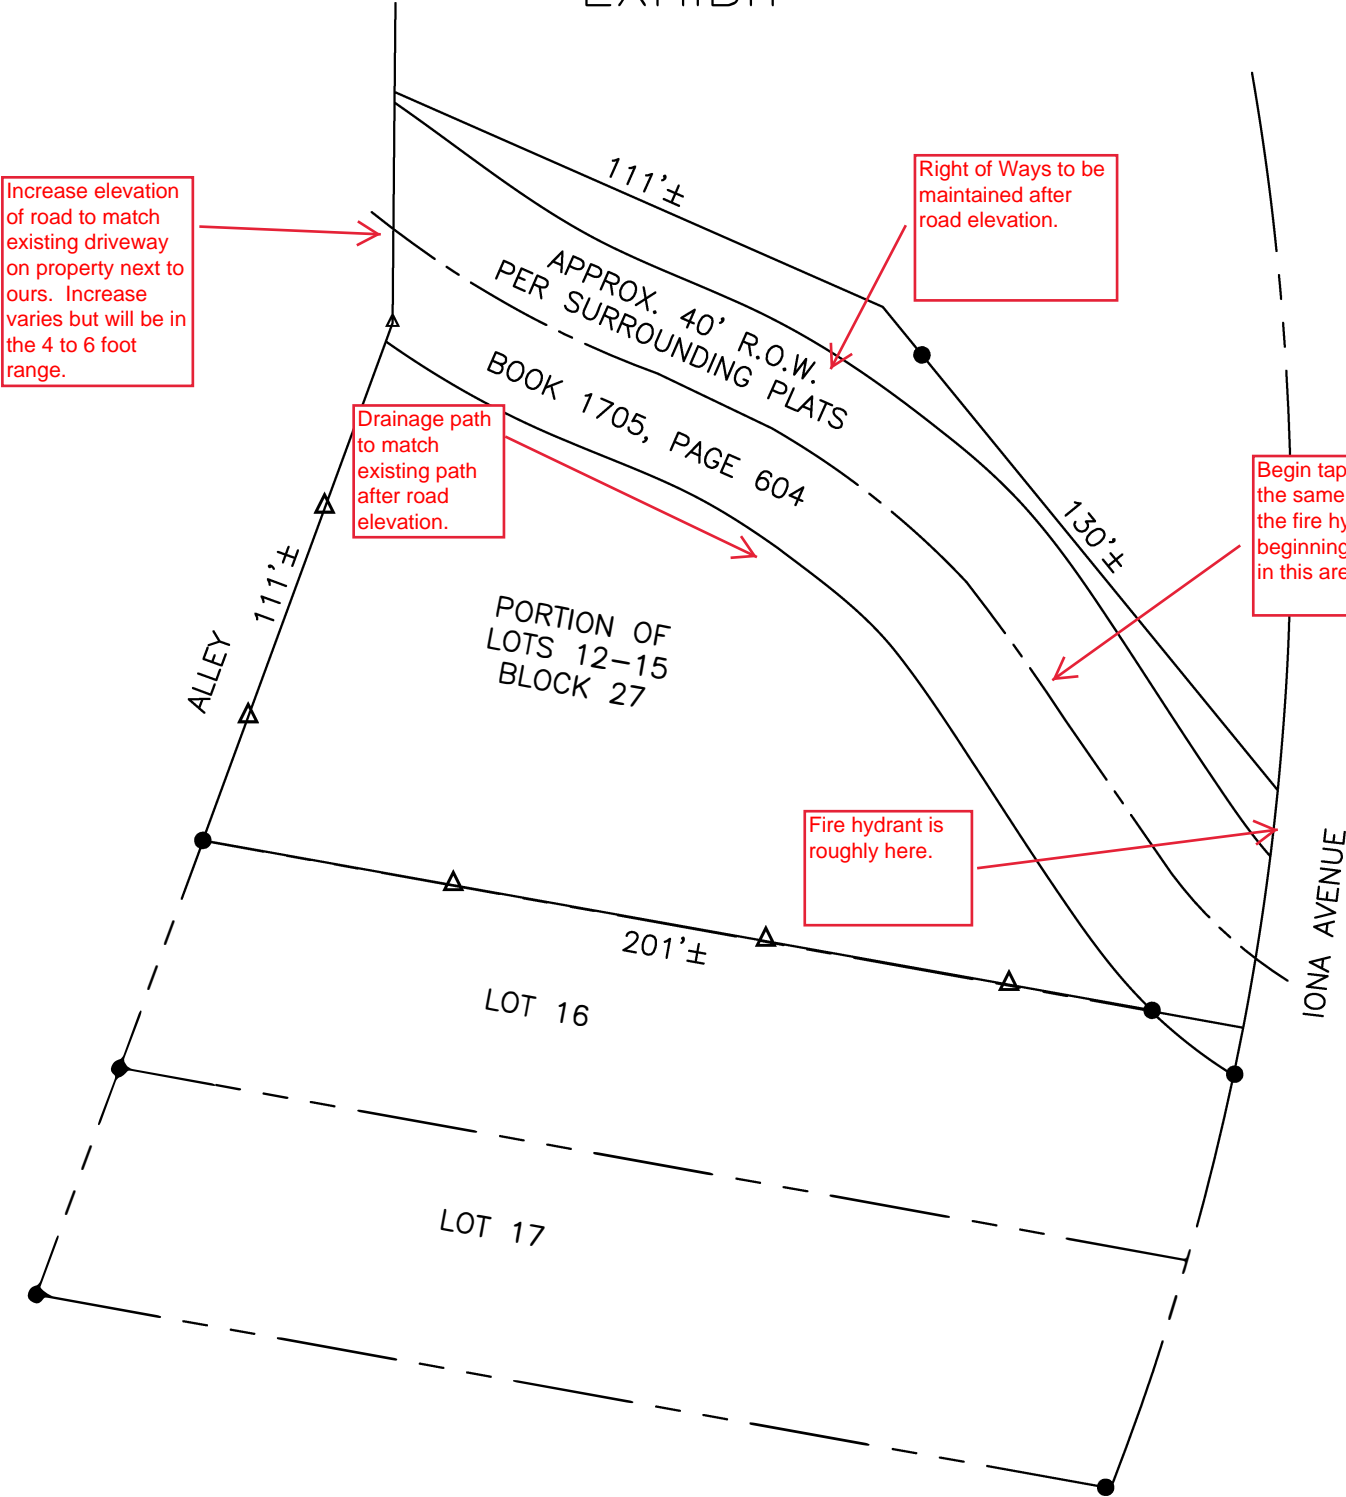 EXHIBIT
111'±
Right of Ways to be
maintained after
road elevation.
Increase elevation
of road to match
existing driveway
on property next to
ours. Increase
varies but will be in
the 4 to 6 foot
range.
APPROX. 40' R.O.W.
PER SURROUNDING PLATS
BOOK 1705, PAGE 604
Drainage path
to match
existing path
after road
elevation.
Begin
the same
the fire
beginning
in this
130'±
111'±
ALLEY
PORTION OF
LOTS 12-15
BLOCK 27
Fire hydrant is
roughly here.
IONA AVENUE
201'±
LOT 16
LOT 17